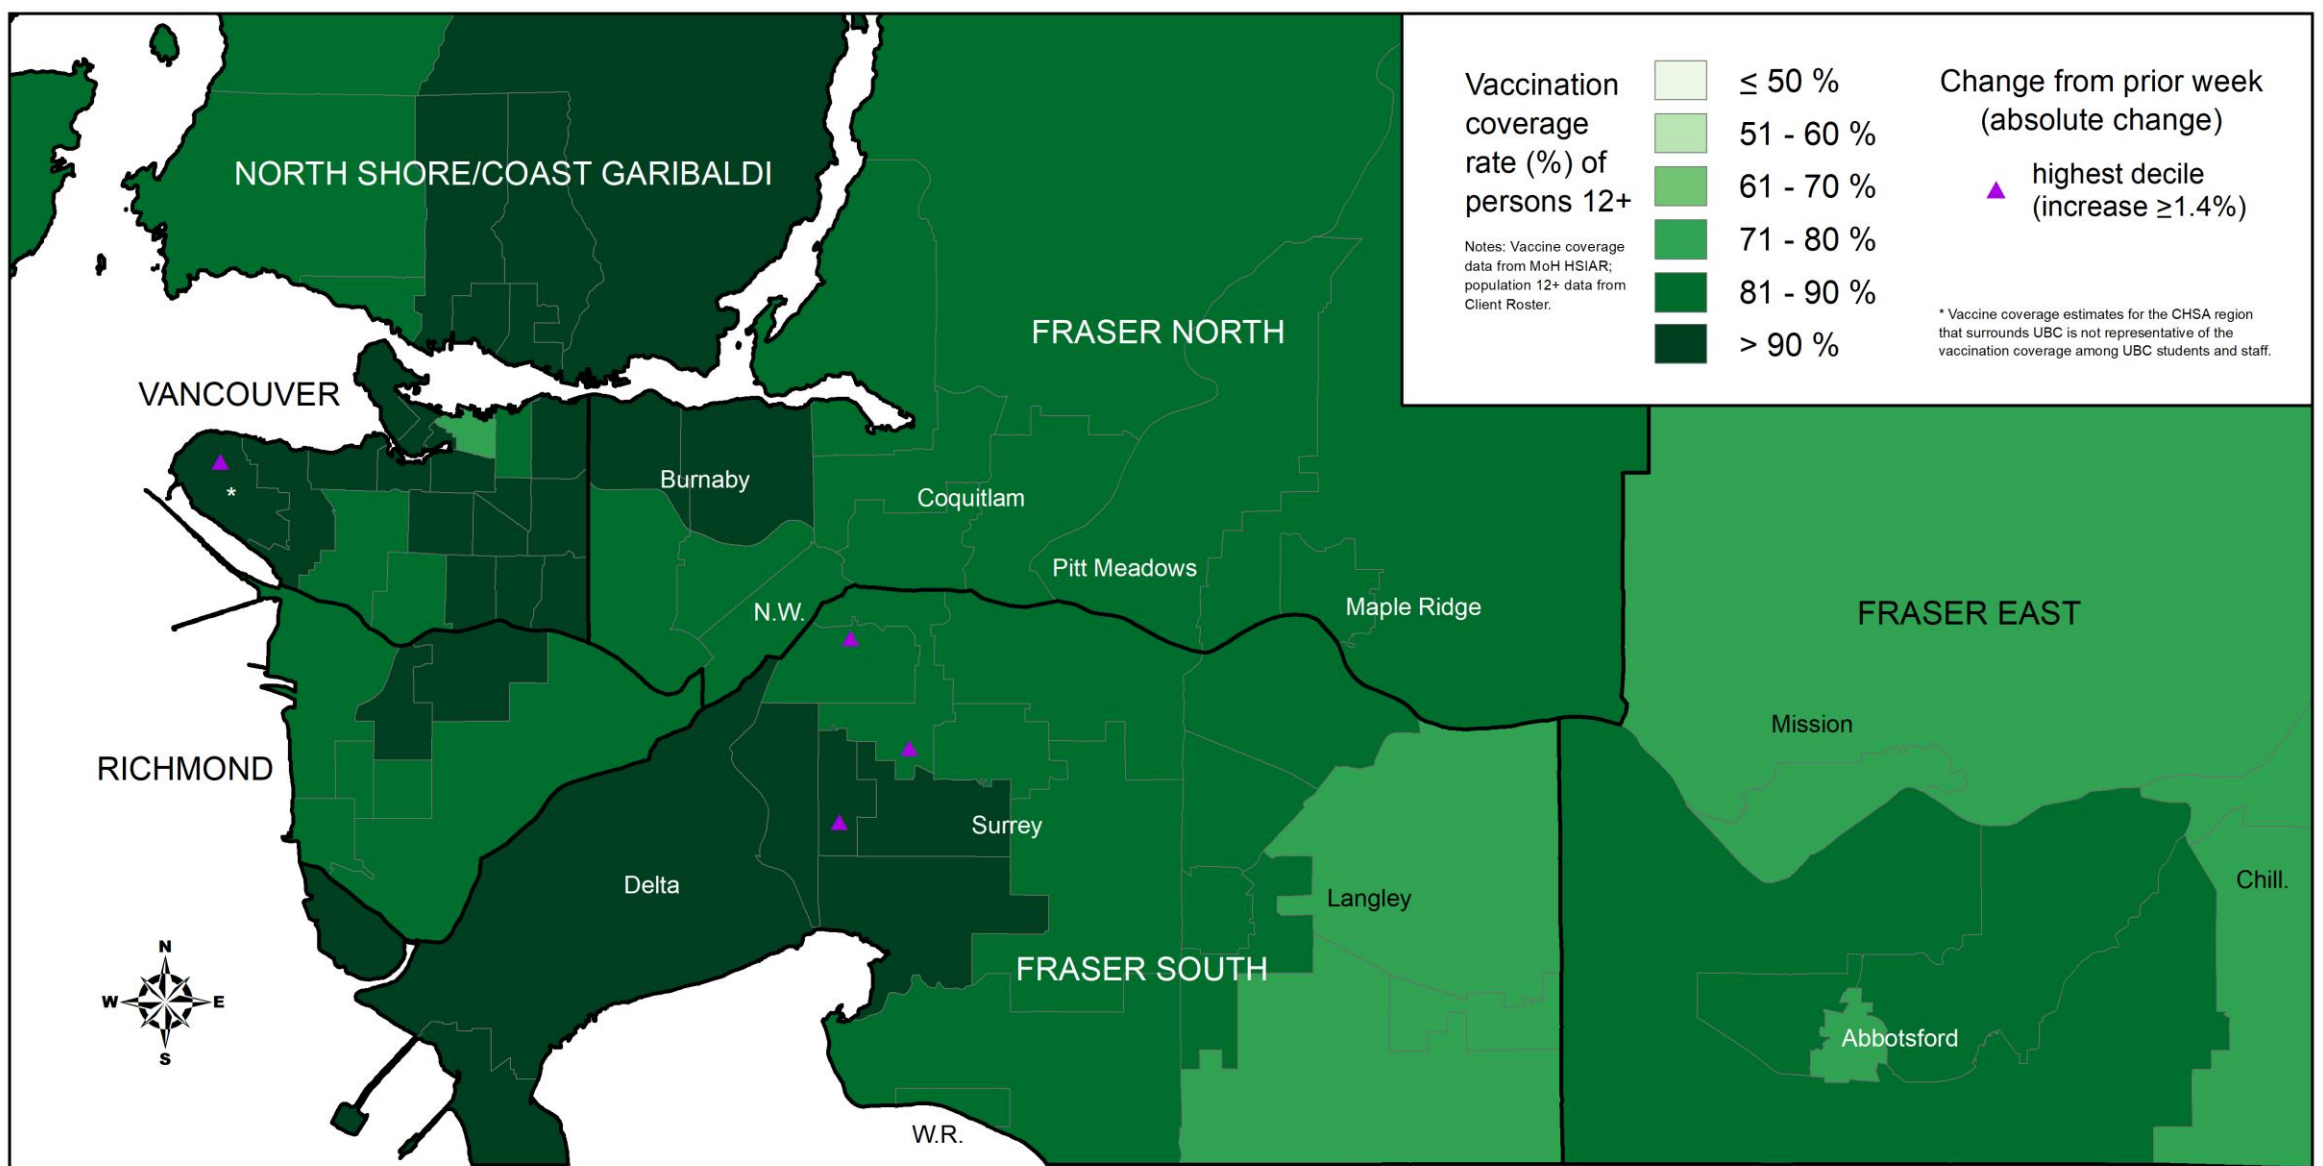 Vaccination
coverage
rate (%) of
persons 12+
Notes: Vaccine coverage
data from MoH HSIAR;
population 12+ data from
Client Roster.
≤ 50 %
51 - 60 %
61 - 70 %
71 - 80 %
81 - 90 %
> 90 %
Change from prior week
(absolute change)
highest decile
(increase ≥1.4%)
* Vaccine coverage estimates for the CHSA region
that surrounds UBC is not representative of the
vaccination coverage among UBC students and staff.
NORTH SHORE/COAST GARIBALDI
FRASER NORTH
VANCOUVER
Burnaby
*
Coquitlam
Pitt Meadows
Maple Ridge
N.W.
FRASER EAST
Mission
RICHMOND
Surrey
Delta
Langley
Chill.
FRASER SOUTH
Abbotsford
W.R.
N
W
E
S